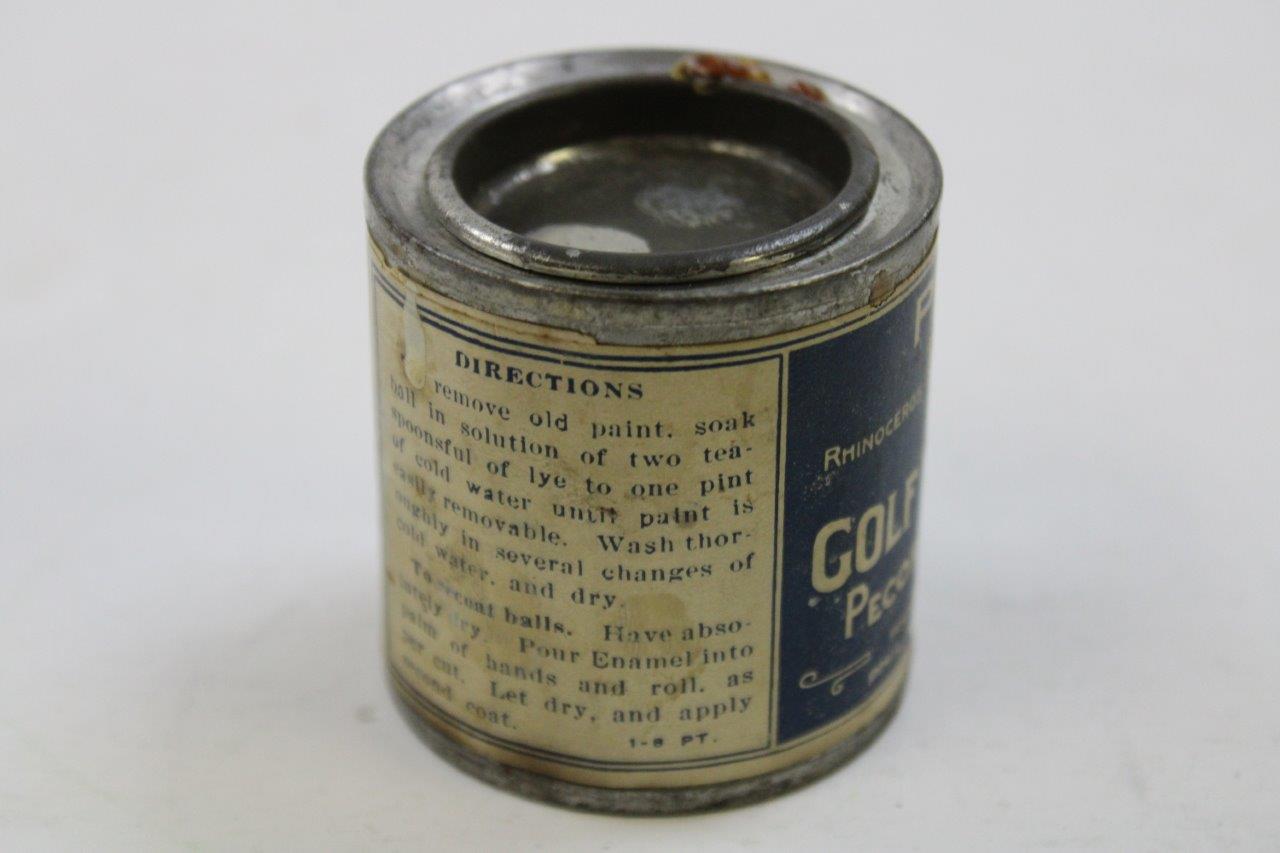 DIRECTIONS
remove old paint, soak
ball in solution of two tea-
spoonsful of lye to one pint
of cold water until paint is
easily removable. Wash thor-
oughly in several changes of
cold water, and dry.
To recoat balls. Have abso-
lutely dry. Pour Enamel into
palm of hands and roll, as
per cut. Let dry, and apply
second coat.
1-8 PT.
F
RHINOCEROS
GOLF
PECO